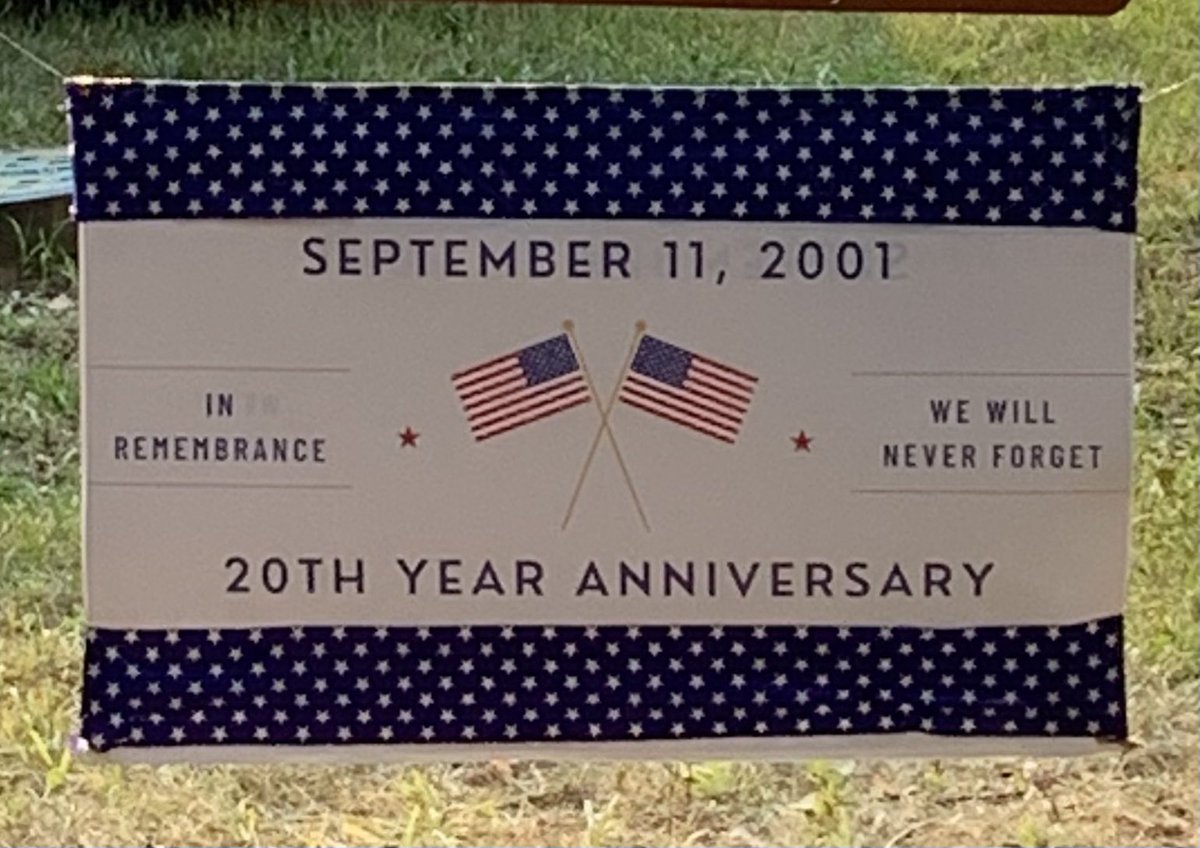 SEPTEMBER 11, 2001
IN
REMEMBRANCE
WE WILL
NEVER FORGET
20TH YEAR ANNIVERSARY